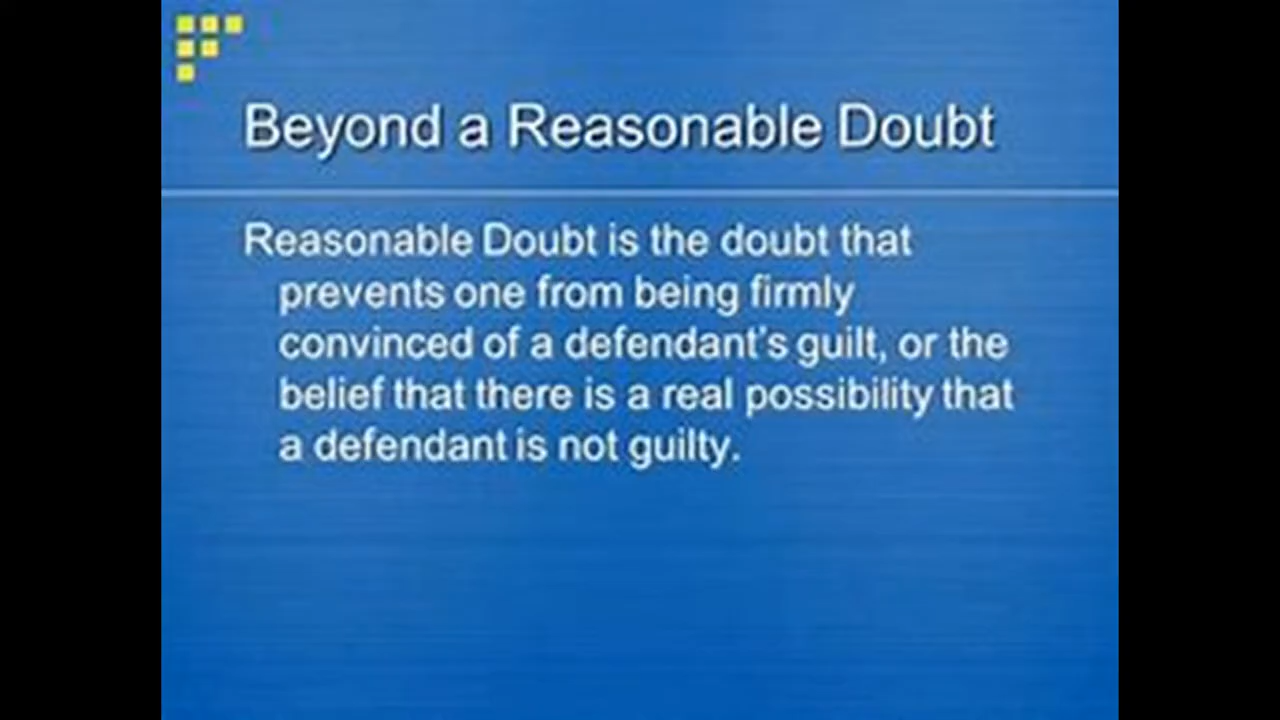 Beyond a Reasonable Doubt
Reasonable Doubt is the doubt that
prevents one from being firmly
convinced of a defendant's guilt, or the
belief that there is a real possibility that
a defendant is not guilty.